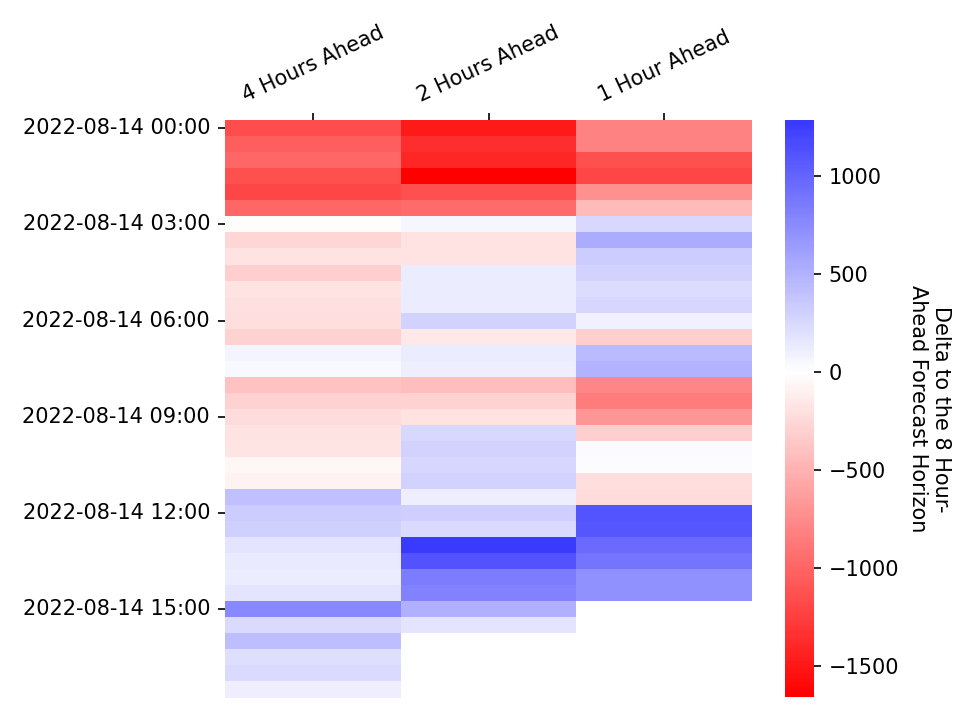 4 Hours Ahead
2 Hours Ahead
1 Hour Ahead
2022-08-14 00:00
2022-08-14 03:00
2022-08-14 06:00
2022-08-14 09:00
2022-08-14 12:00
2022-08-14 15:00
1000
500
0
−500
−1000
−1500
Delta to the 8 Hour-
Ahead Forecast Horizon